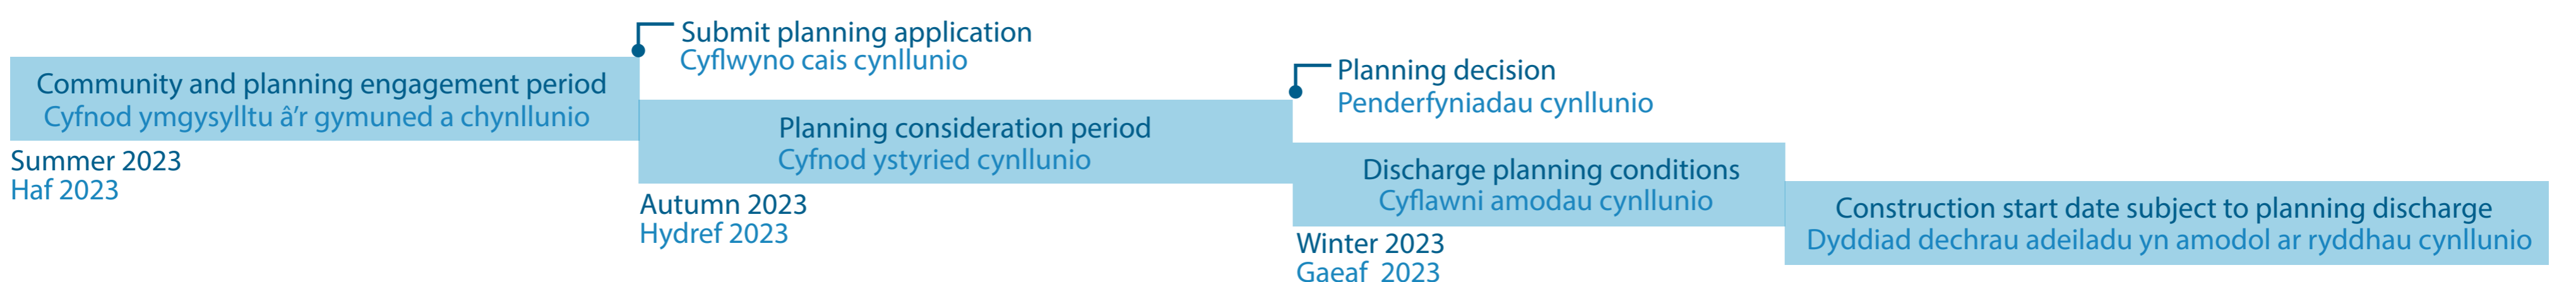 Community and planning engagement period
Cyfnod ymgysylltu â'r gymuned a chynllunio
Summer 2023
Haf 2023
Submit planning application
Cyflwyno cais cynllunio
Planning consideration period
Cyfnod ystyried cynllunio
Autumn 2023
Hydref 2023
Planning decision
Penderfyniadau cynllunio
Discharge planning conditions
Cyflawni amodau cynllunio
Winter 2023
Gaeaf 2023
Construction start date subject to planning discharge
Dyddiad dechrau adeiladu yn amodol ar ryddhau cynllunio